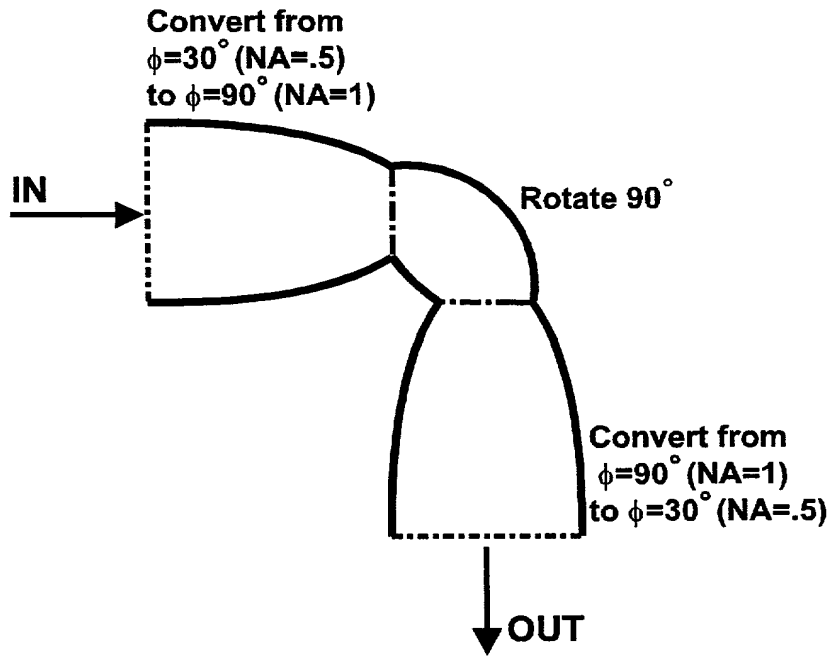 Convert from
ϕ=30° (NA=.5)
to ϕ=90° (NA=1)
IN
Rotate 90°
Convert from
ϕ=90° (NA=1)
to ϕ=30° (NA=.5)
OUT